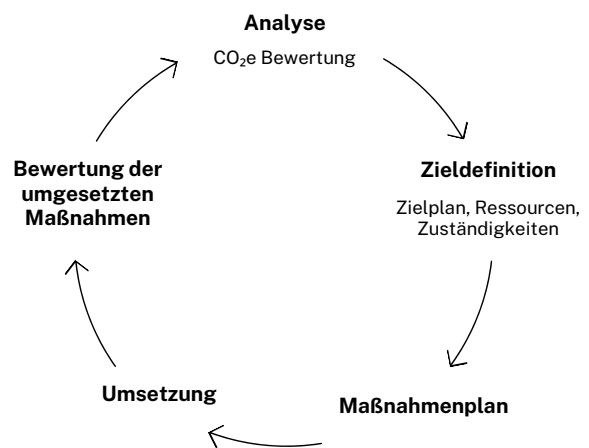 Analyse
CO₂e Bewertung
Zieldefinition
Zielplan, Ressourcen,
Zuständigkeiten
Maßnahmenplan
Umsetzung
Bewertung der
umgesetzten
Maßnahmen